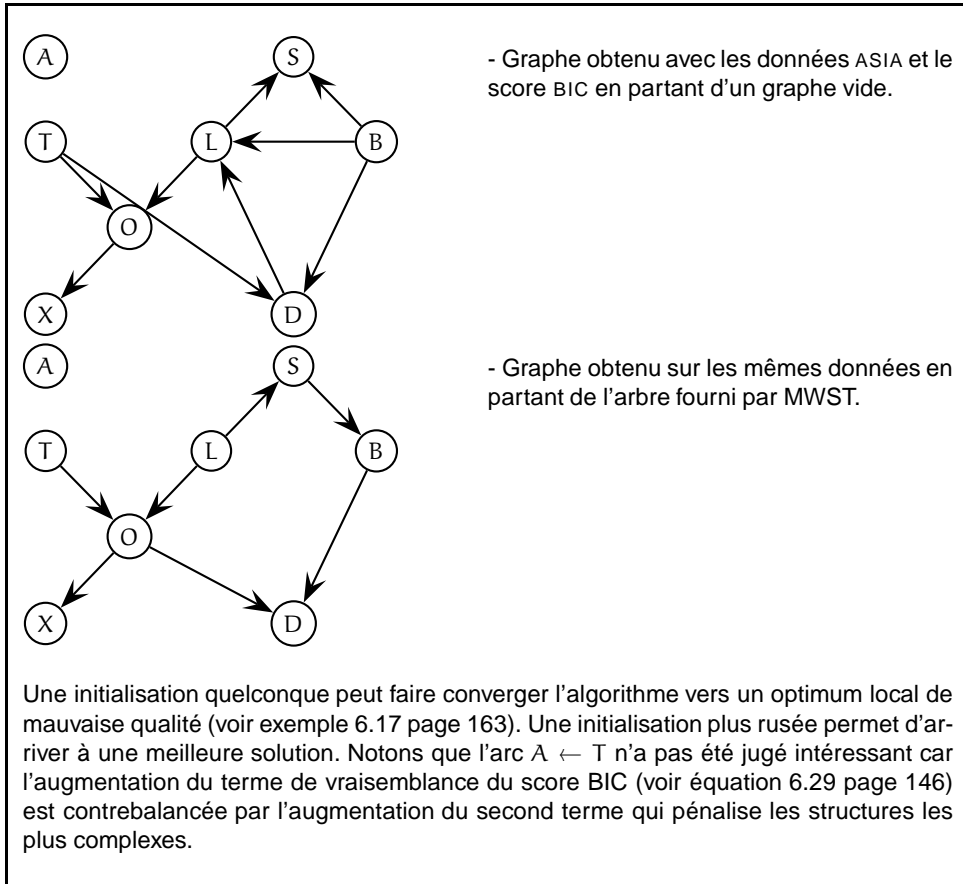 A
S
- Graphe obtenu avec les données ASIA et le
score BIC en partant d'un graphe vide.
T
L
B
O
X
D
A
S
- Graphe obtenu sur les mêmes données en
partant de l'arbre fourni par MWST.
T
L
B
O
X
D
Une initialisation quelconque peut faire converger l'algorithme vers un optimum local de
mauvaise qualité (voir exemple 6.17 page 163). Une initialisation plus rusée permet d'ar-
river à une meilleure solution. Notons que l'arc A ← T n'a pas été jugé intéressant car
l'augmentation du terme de vraisemblance du score BIC (voir équation 6.29 page 146)
est contrebalancée par l'augmentation du second terme qui pénalise les structures les
plus complexes.